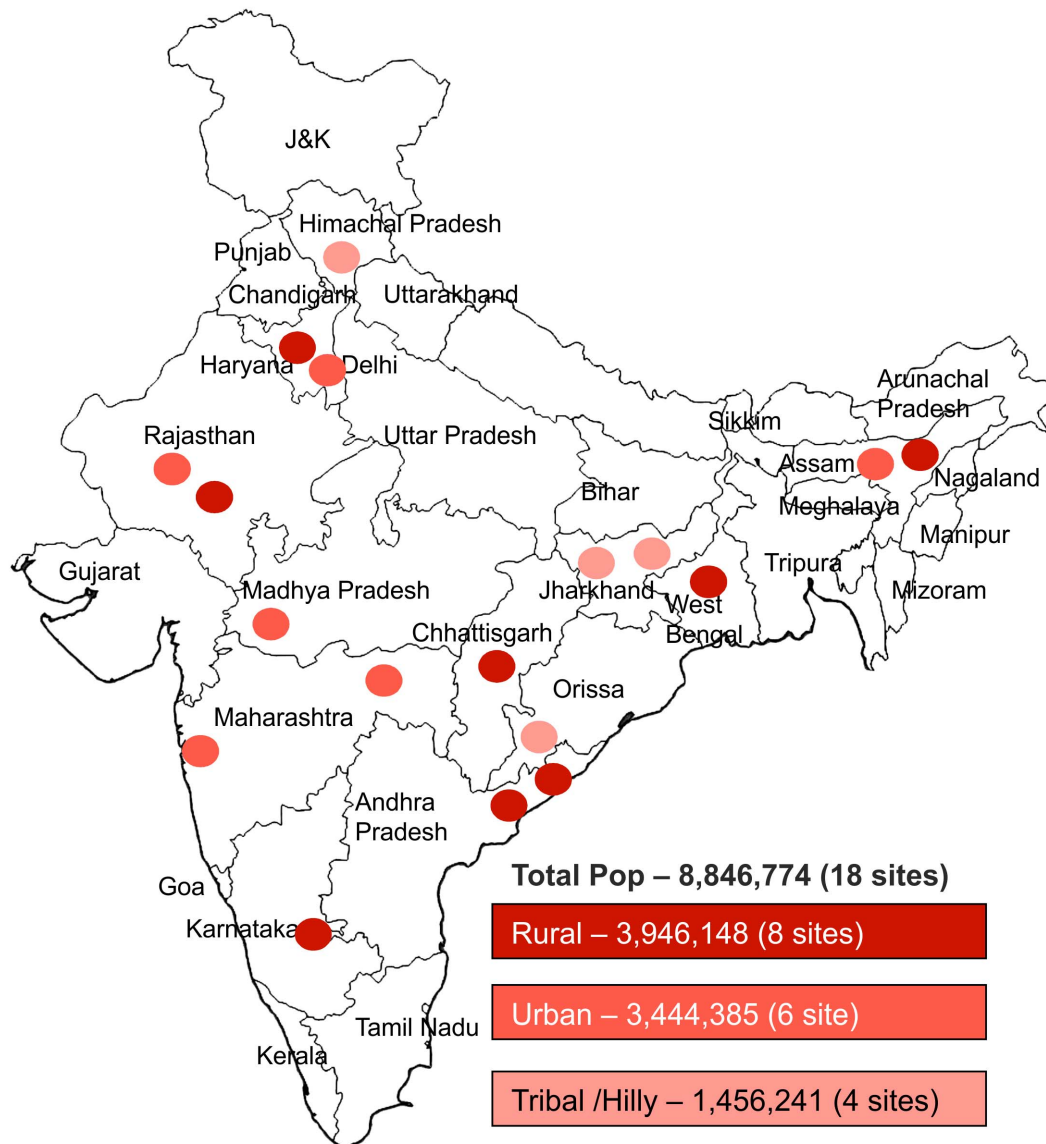 J&K
Himachal Pradesh
Punjab
Chandigarh
Uttarakhand
Haryana
Delhi
Arunachal
Pradesh
Sikkim
Rajasthan
Uttar Pradesh
Assam
Nagaland
Bihar
Meghalaya
Manipur
Gujarat
Tripura
Madhya Pradesh
Jharkhand
Mizoram
West
Bengal
Chhattisgarh
Orissa
Maharashtra
Andhra
Pradesh
Goa
Karnataka
Tamil Nadu
Kerala
Total Pop – 8,846,774 (18 sites)
Rural – 3,946,148 (8 sites)
Urban – 3,444,385 (6 site)
Tribal /Hilly – 1,456,241 (4 sites)